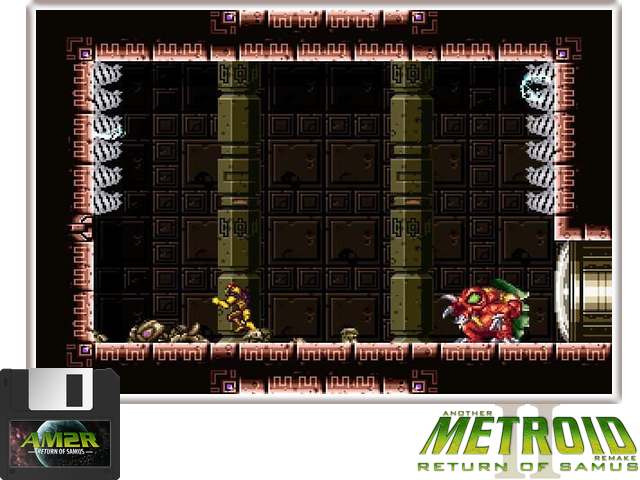 AM2R
RETURN OF SAMUS
ANOTHER
METROID
II
REMAKE
RETURN OF SAMUS